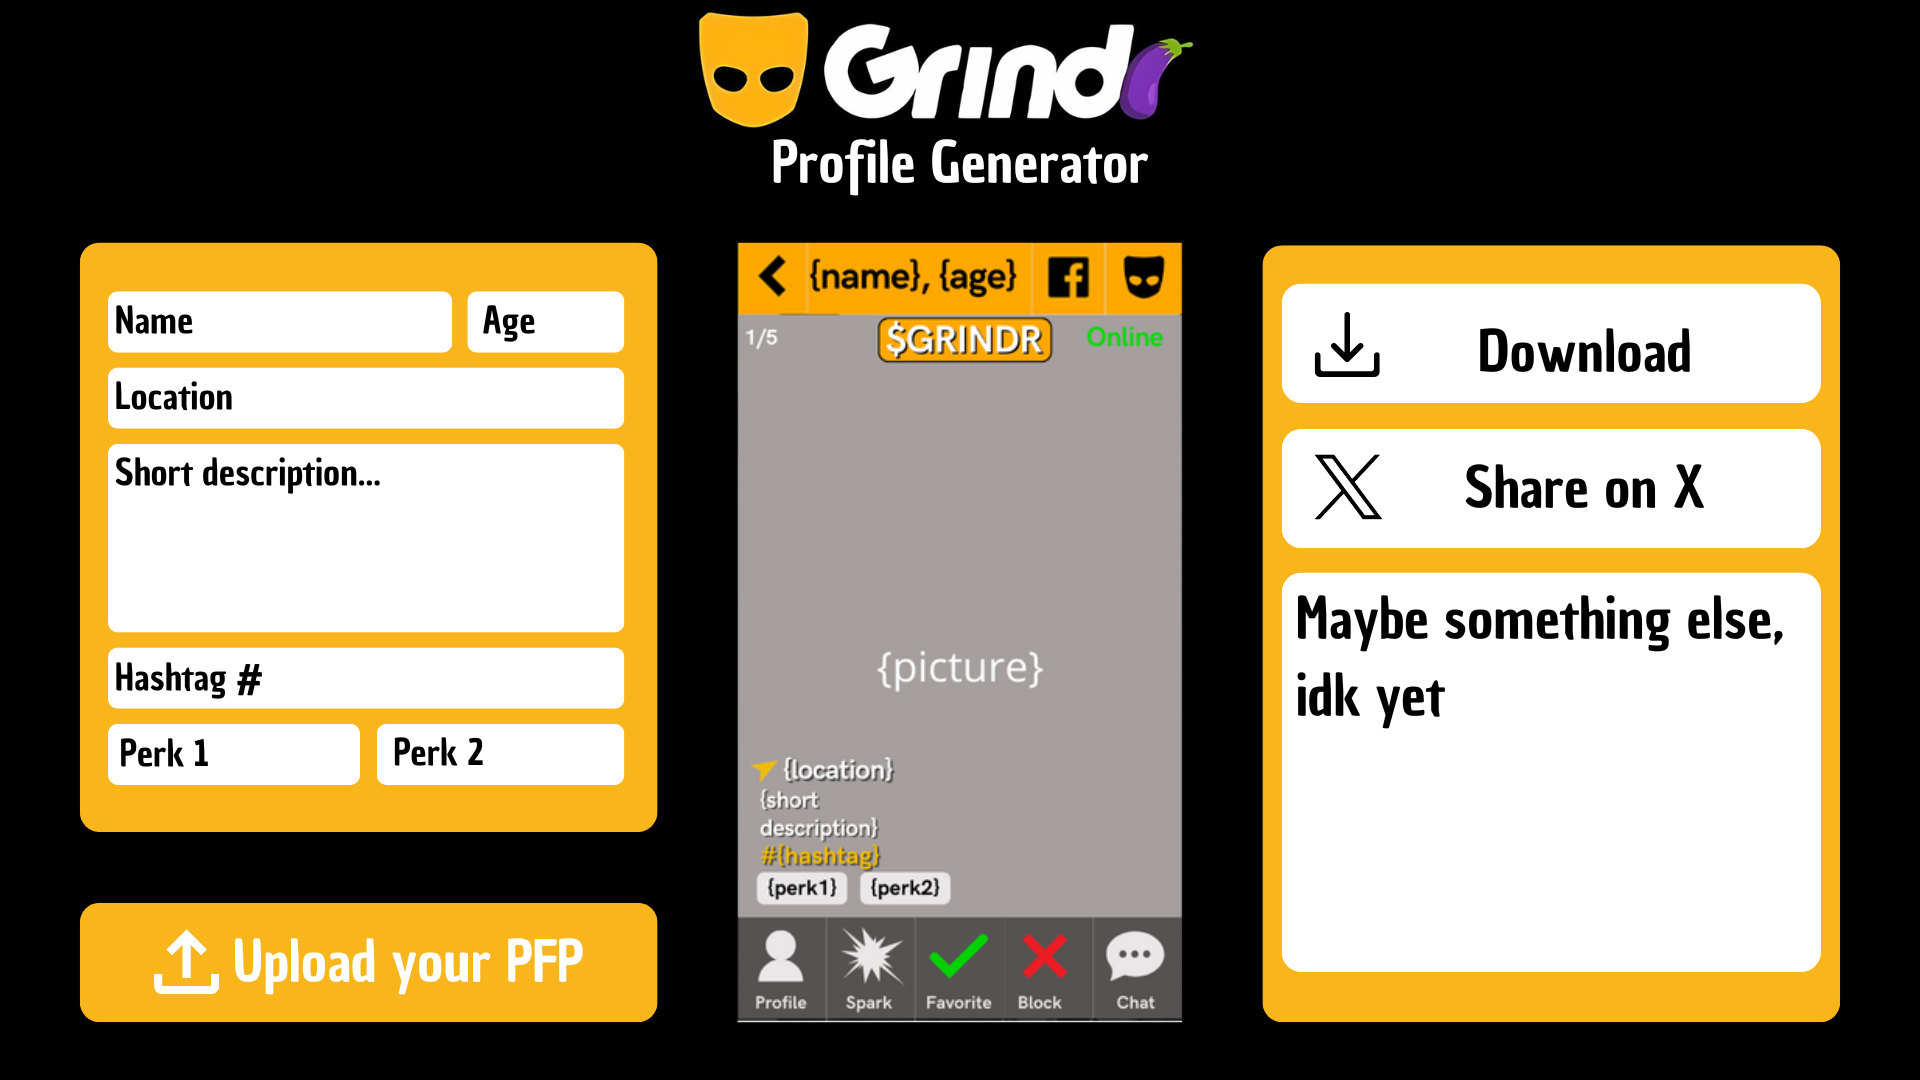 Grindr
Profile Generator
Name
Age
Location
Short description...
Hashtag #
Perk 1
Perk 2
Upload your PFP
{name}, {age}
1/5
$GRINDR
Online
{picture}
{location}
{short
description}
#{hashtag}
{perk1}
{perk2}
Profile
Spark
Favorite
Block
Chat
Download
Share on X
Maybe something else,
idk yet